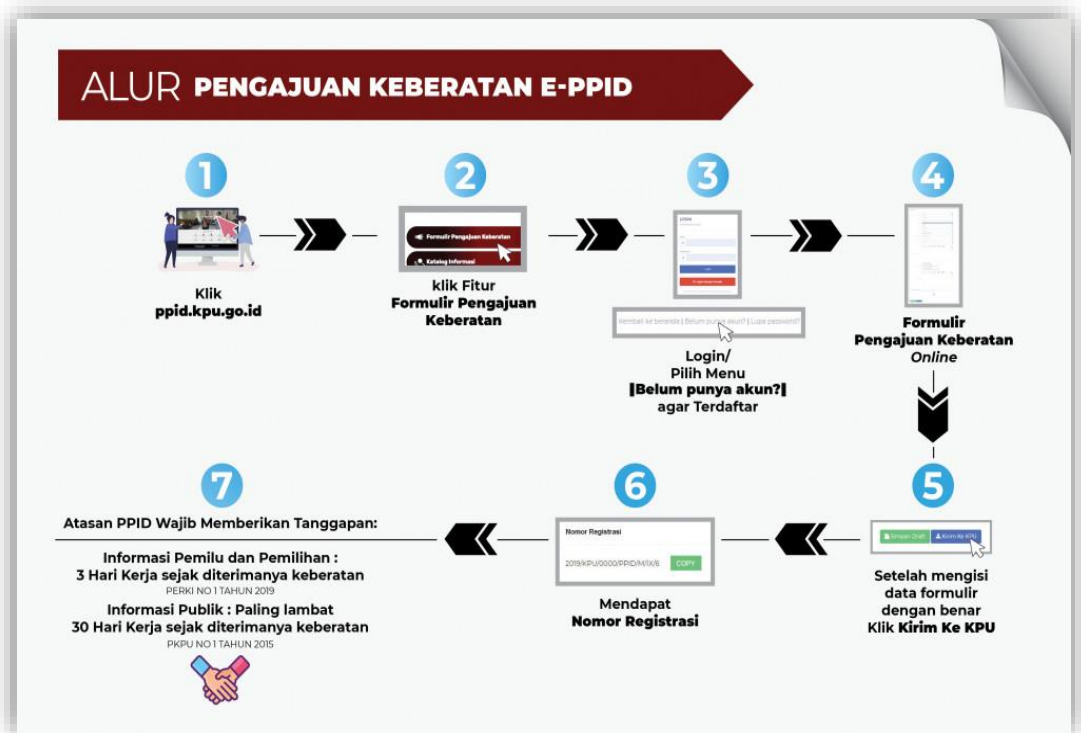 ALUR PENGAJUAN KEBERATAN E-PPID
1
Klik
ppid.kpu.go.id
2
Formulir Pengajuan Keberatan
Katalog Informasi
klik Fitur
Formulir Pengajuan
Keberatan
3
Kembali ke beranda | Belum punya akun? | Lupa password?
Login/
Pilih Menu
|Belum punya akun?|
agar Terdaftar
4
Formulir
Pengajuan Keberatan
Online
5
Simpan Draft
Kirim Ke KPU
Setelah mengisi
data formulir
dengan benar
Klik Kirim Ke KPU
6
Nomor Registrasi
2019/KPU/0000/PPID/M/IX/6 COPY
Mendapat
Nomor Registrasi
7
Atasan PPID Wajib Memberikan Tanggapan:
Informasi Pemilu dan Pemilihan :
3 Hari Kerja sejak diterimanya keberatan
PERKI NO 1 TAHUN 2019
Informasi Publik : Paling lambat
30 Hari Kerja sejak diterimanya keberatan
PKPU NO 1 TAHUN 2015